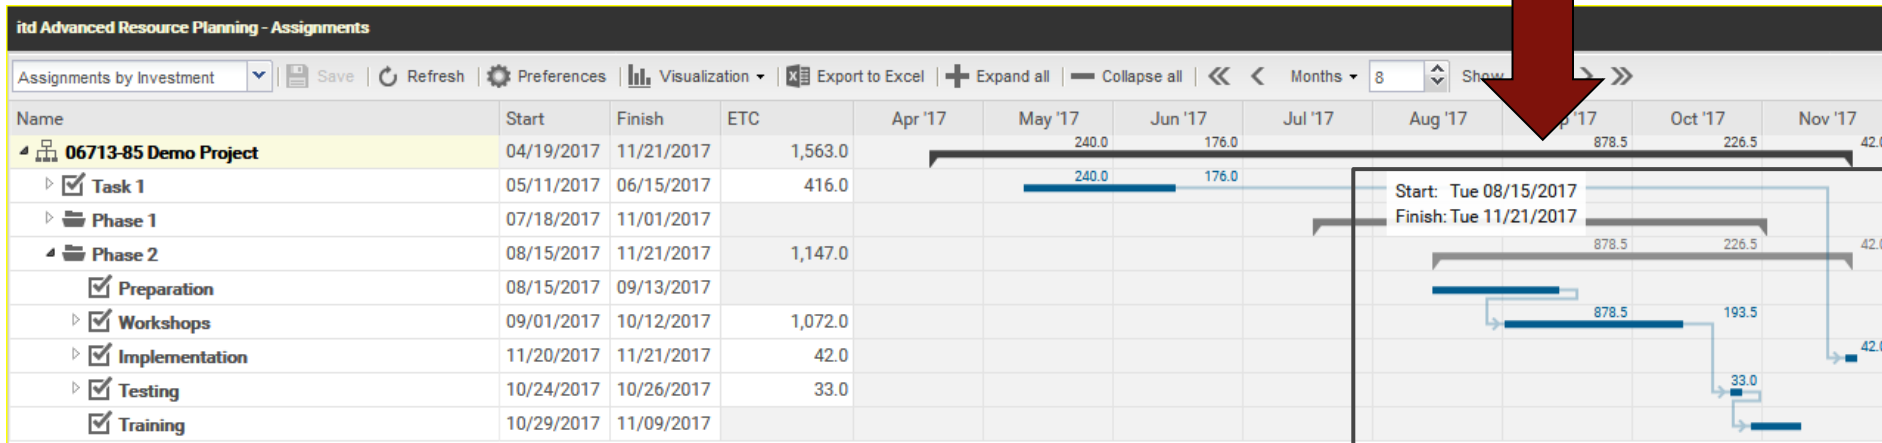 itd Advanced Resource Planning - Assignments
Assignments by Investment Save Refresh Preferences Visualization Export to Excel Expand all Collapse all Months 8 Show
Name Start Finish ETC Apr '17 May '17 Jun '17 Jul '17 Aug '17 '17 Oct '17 Nov '17
06713-85 Demo Project 04/19/2017 11/21/2017 1,563.0 240.0 176.0 878.5 226.5 42.0
Task 1 05/11/2017 06/15/2017 416.0 240.0 176.0
Start: Tue 08/15/2017
Finish: Tue 11/21/2017
Phase 1 07/18/2017 11/01/2017
Phase 2 08/15/2017 11/21/2017 1,147.0 878.5 226.5 42.0
Preparation 08/15/2017 09/13/2017
Workshops 09/01/2017 10/12/2017 1,072.0 878.5 193.5
Implementation 11/20/2017 11/21/2017 42.0 42.0
Testing 10/24/2017 10/26/2017 33.0 33.0
Training 10/29/2017 11/09/2017